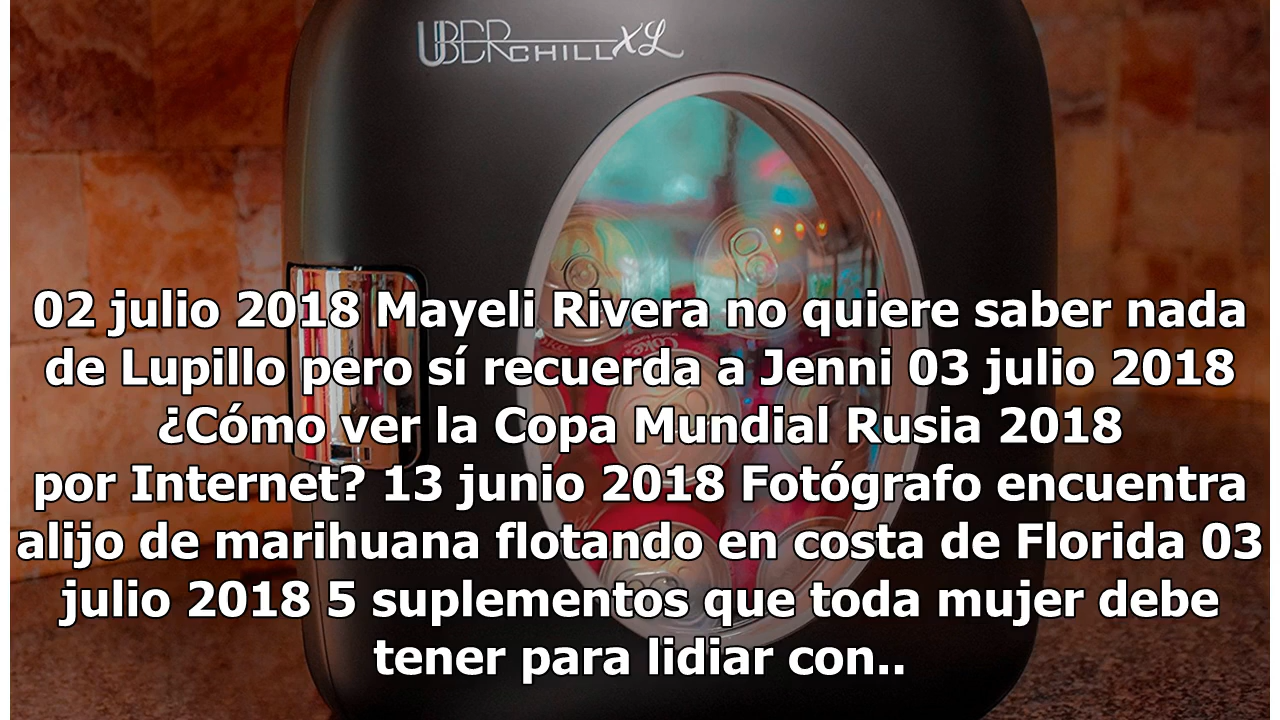 UBER CHILL XL
02 julio 2018 Mayeli Rivera no quiere saber nada
de Lupillo pero sí recuerda a Jenni 03 julio 2018
¿Cómo ver la Copa Mundial Rusia 2018
por Internet? 13 junio 2018 Fotógrafo encuentra
alijo de marihuana flotando en costa de Florida 03
julio 2018 5 suplementos que toda mujer debe
tener para lidiar con..